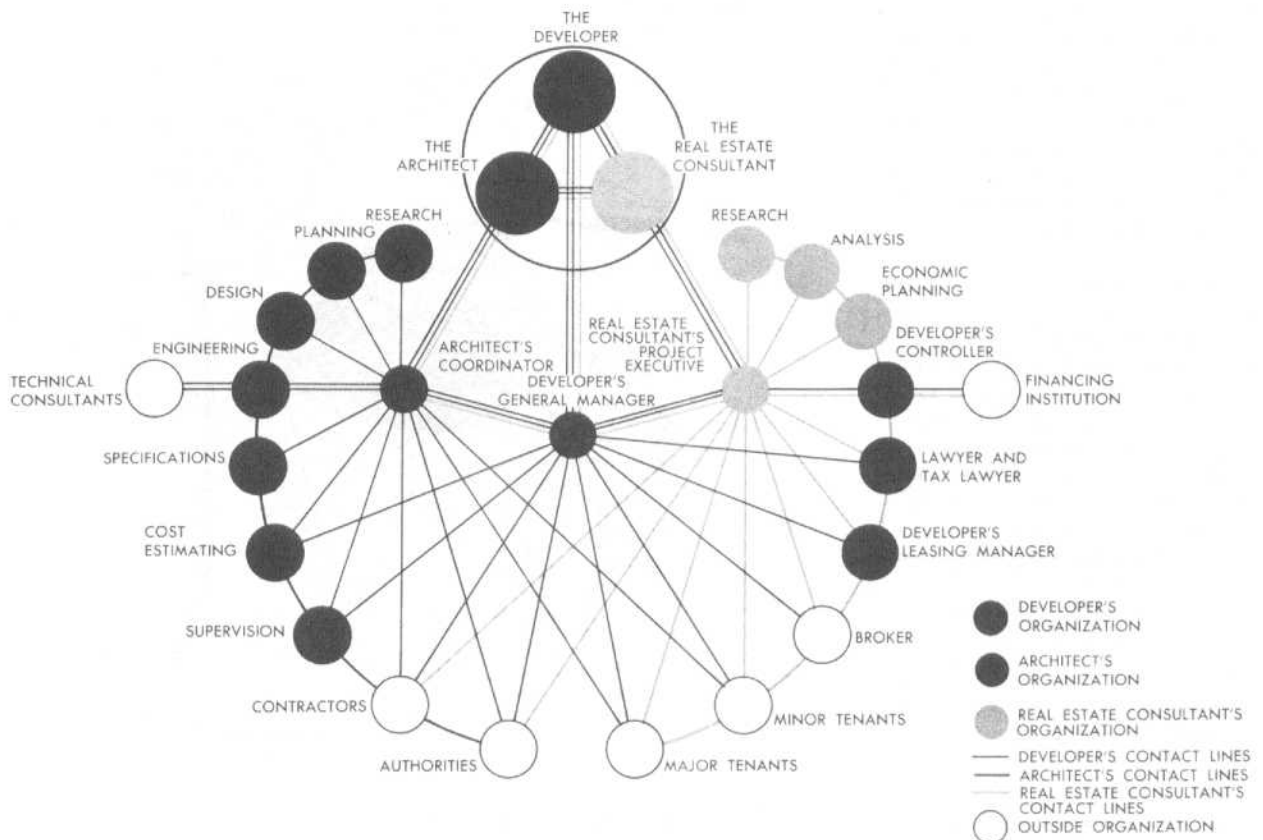 THE
DEVELOPER
THE
ARCHITECT
THE
REAL ESTATE
CONSULTANT
RESEARCH
PLANNING
DESIGN
ENGINEERING
TECHNICAL
CONSULTANTS
SPECIFICATIONS
COST
ESTIMATING
SUPERVISION
CONTRACTORS
AUTHORITIES
ARCHITECT'S
COORDINATOR
DEVELOPER'S
GENERAL MANAGER
REAL ESTATE
CONSULTANT'S
PROJECT
EXECUTIVE
RESEARCH
ANALYSIS
ECONOMIC
PLANNING
DEVELOPER'S
CONTROLLER
FINANCING
INSTITUTION
LAWYER AND
TAX LAWYER
DEVELOPER'S
LEASING MANAGER
BROKER
MINOR TENANTS
MAJOR TENANTS
DEVELOPER'S
ORGANIZATION
ARCHITECT'S
ORGANIZATION
REAL ESTATE CONSULTANT'S
ORGANIZATION
DEVELOPER'S CONTACT LINES
ARCHITECT'S CONTACT LINES
REAL ESTATE CONSULTANT'S
CONTACT LINES
OUTSIDE ORGANIZATION